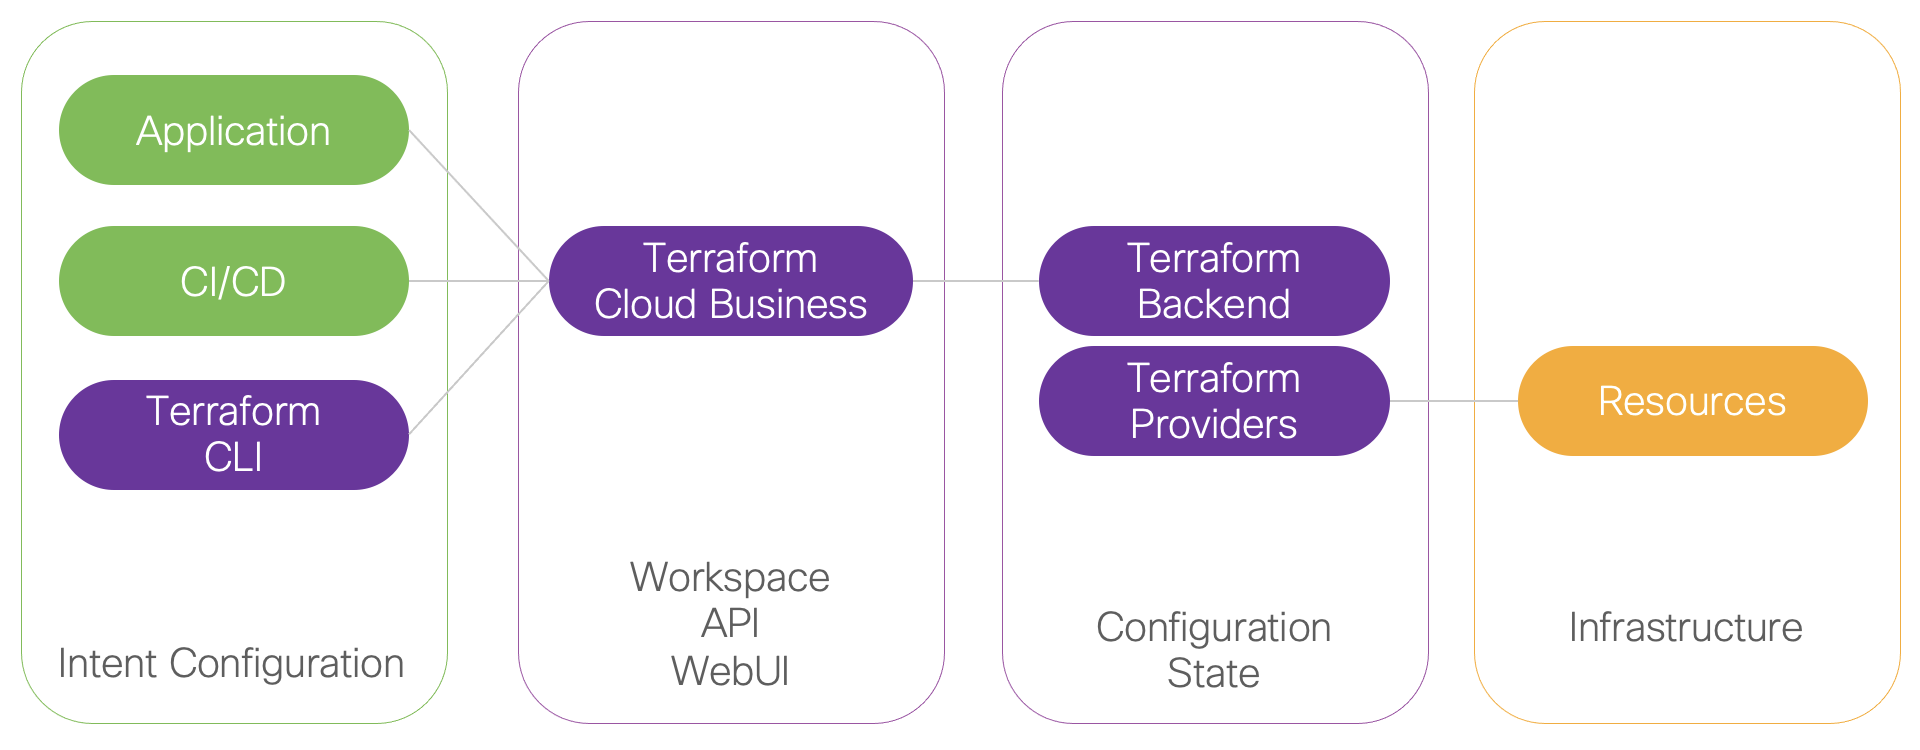 Application
CI/CD
Terraform
CLI
Intent Configuration
Terraform
Cloud Business
Workspace
API
WebUI
Terraform
Backend
Terraform
Providers
Configuration
State
Resources
Infrastructure